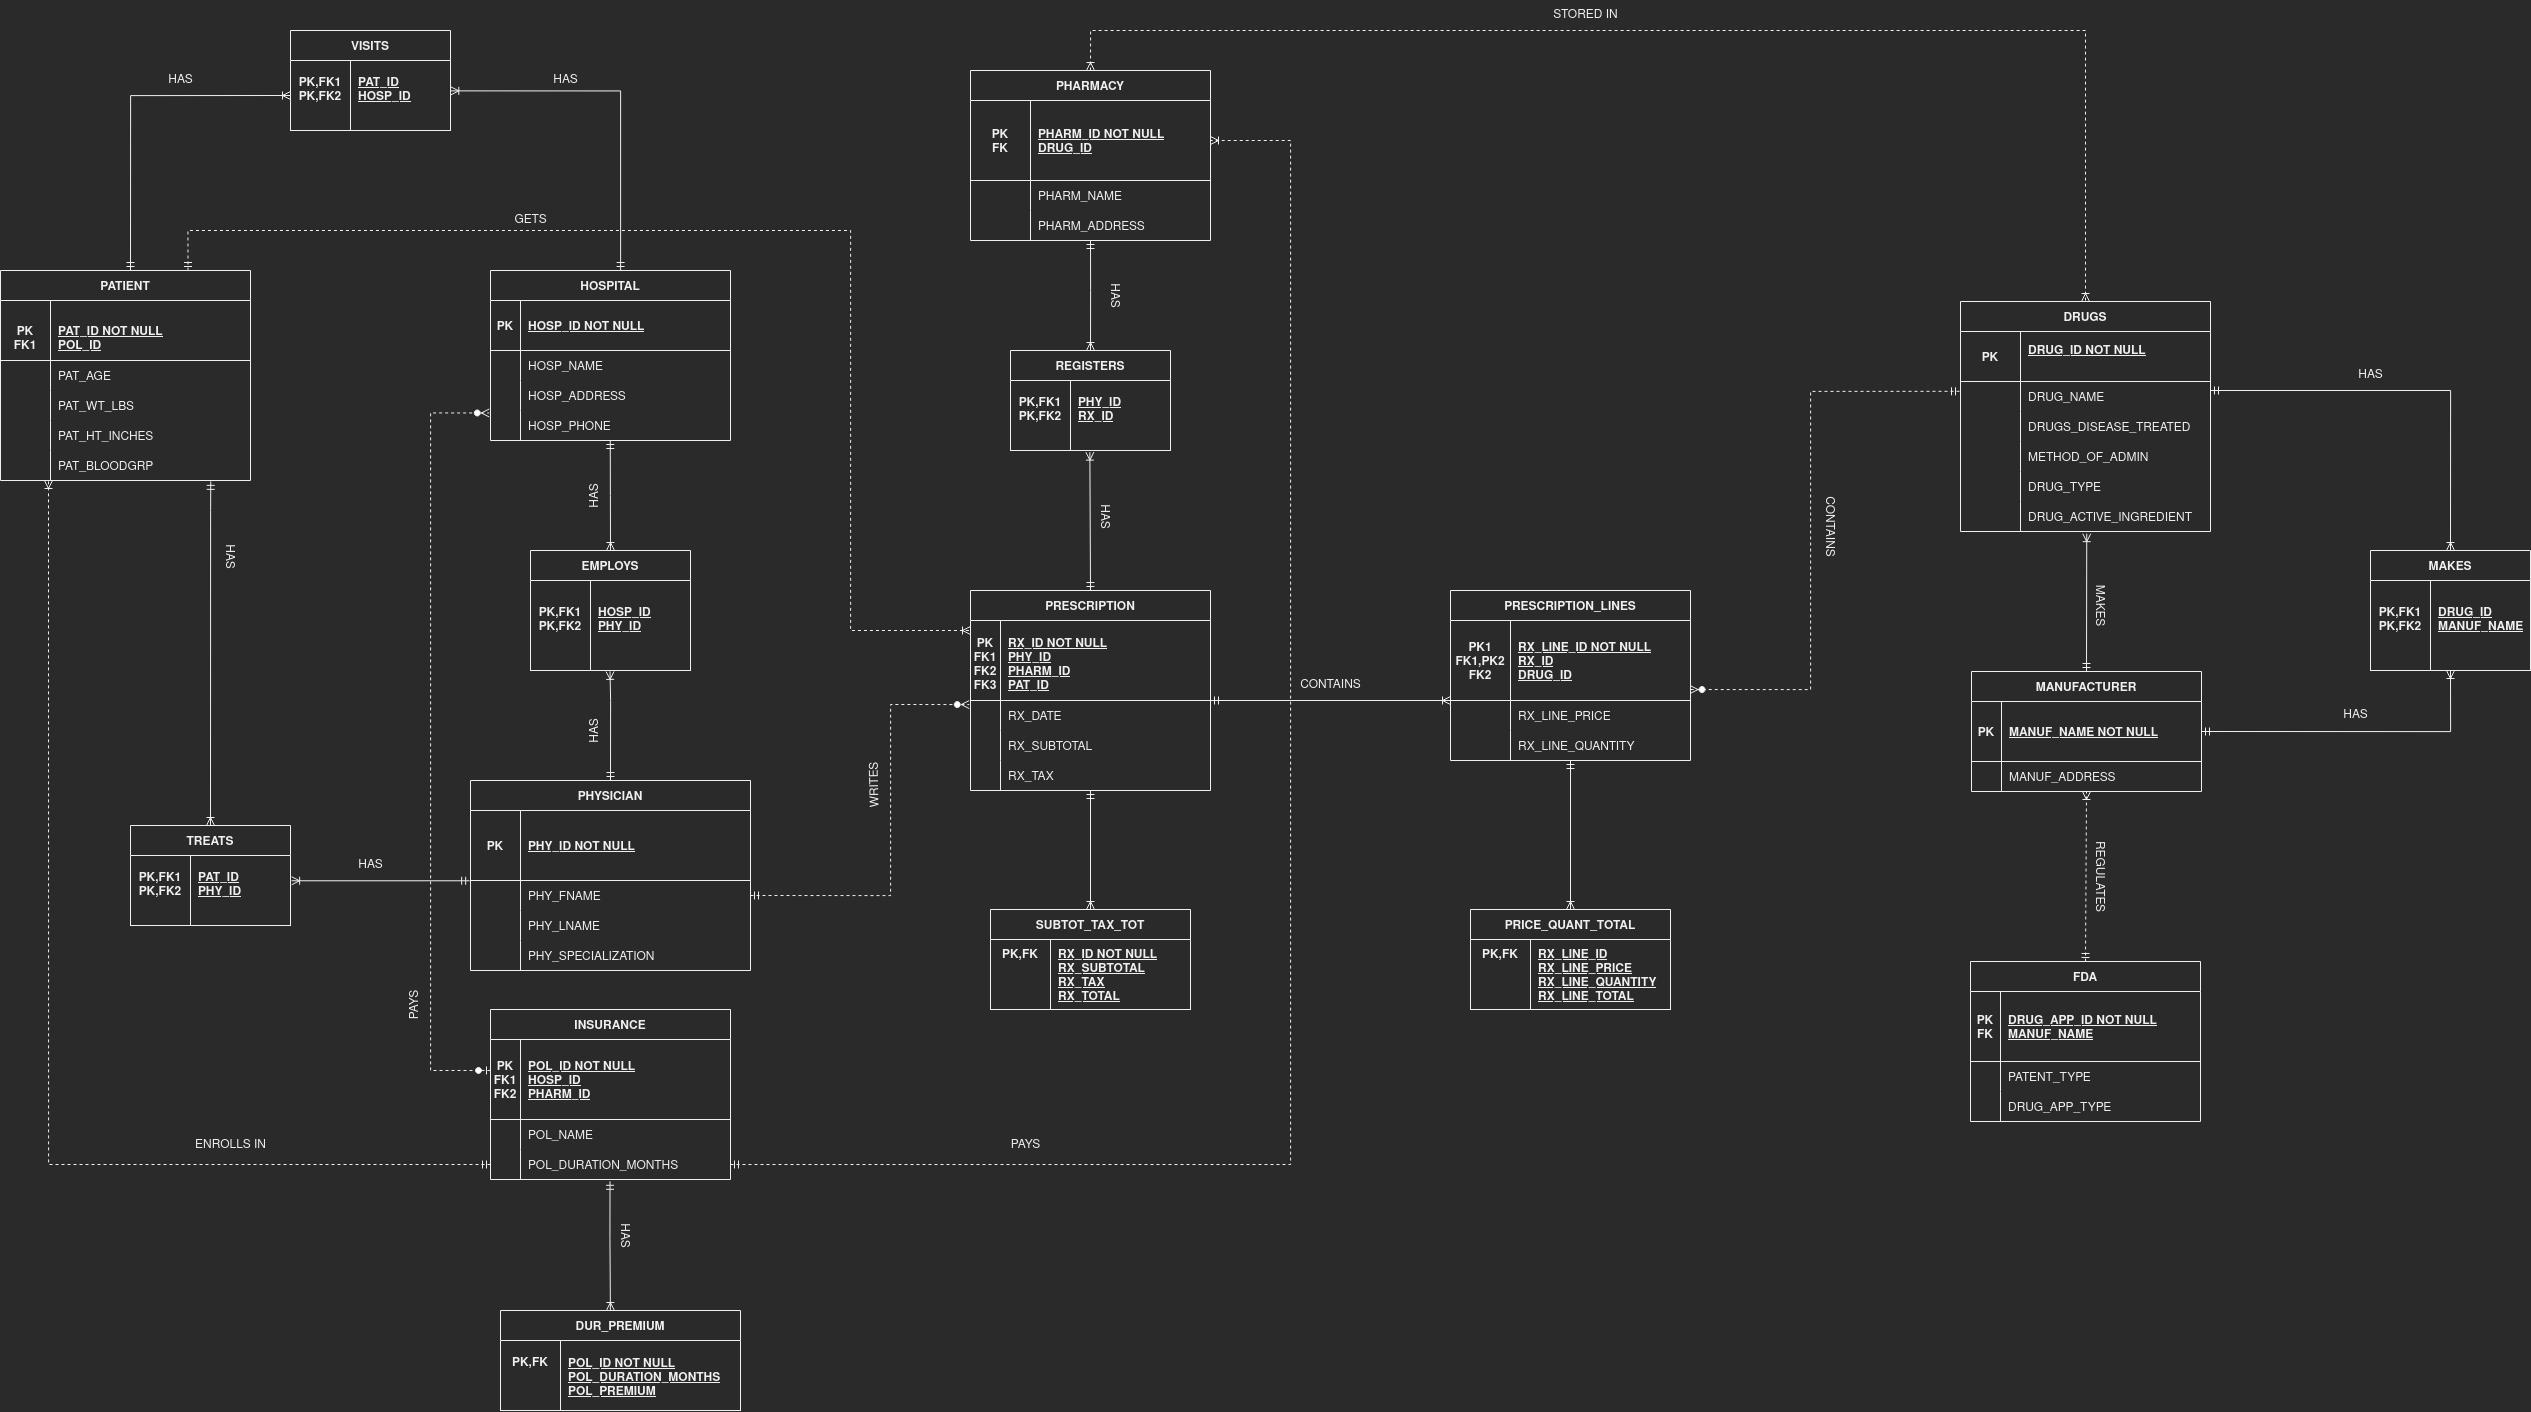 STORED IN
VISITS
PK,FK1 PAT_ID
PK,FK2 HOSP_ID
HAS
HAS
PHARMACY
PK PHARM_ID NOT NULL
FK DRUG_ID
PHARM_NAME
PHARM_ADDRESS
GETS
PATIENT
PK PAT_ID NOT NULL
FK1 POL_ID
PAT_AGE
PAT_WT_LBS
PAT_HT_INCHES
PAT_BLOODGRP
HOSPITAL
PK HOSP_ID NOT NULL
HOSP_NAME
HOSP_ADDRESS
HOSP_PHONE
HAS
REGISTERS
PK,FK1 PHY_ID
PK,FK2 RX_ID
DRUGS
PK DRUG_ID NOT NULL
DRUG_NAME
DRUGS_DISEASE_TREATED
METHOD_OF_ADMIN
DRUG_TYPE
DRUG_ACTIVE_INGREDIENT
HAS
HAS
HAS
HAS
CONTAINS
EMPLOYS
PK,FK1 HOSP_ID
PK,FK2 PHY_ID
MAKES
MAKES
PK,FK1 DRUG_ID
PK,FK2 MANUF_NAME
PRESCRIPTION
PK RX_ID NOT NULL
FK1 PHY_ID
FK2 PHARM_ID
FK3 PAT_ID
RX_DATE
RX_SUBTOTAL
RX_TAX
CONTAINS
PRESCRIPTION_LINES
PK1 RX_LINE_ID NOT NULL
FK1,PK2 RX_ID
FK2 DRUG_ID
RX_LINE_PRICE
RX_LINE_QUANTITY
MANUFACTURER
PK MANUF_NAME NOT NULL
MANUF_ADDRESS
HAS
HAS
WRITES
PHYSICIAN
PK PHY_ID NOT NULL
PHY_FNAME
PHY_LNAME
PHY_SPECIALIZATION
TREATS
PK,FK1 PAT_ID
PK,FK2 PHY_ID
HAS
REGULATES
SUBTOT_TAX_TOT
PK,FK RX_ID NOT NULL
RX_SUBTOTAL
RX_TAX
RX_TOTAL
PRICE_QUANT_TOTAL
PK,FK RX_LINE_ID
RX_LINE_PRICE
RX_LINE_QUANTITY
RX_LINE_TOTAL
FDA
PK DRUG_APP_ID NOT NULL
FK MANUF_NAME
PATENT_TYPE
DRUG_APP_TYPE
PAYS
INSURANCE
PK POL_ID NOT NULL
FK1 HOSP_ID
FK2 PHARM_ID
POL_NAME
POL_DURATION_MONTHS
ENROLLS IN
PAYS
HAS
DUR_PREMIUM
PK,FK POL_ID NOT NULL
POL_DURATION_MONTHS
POL_PREMIUM